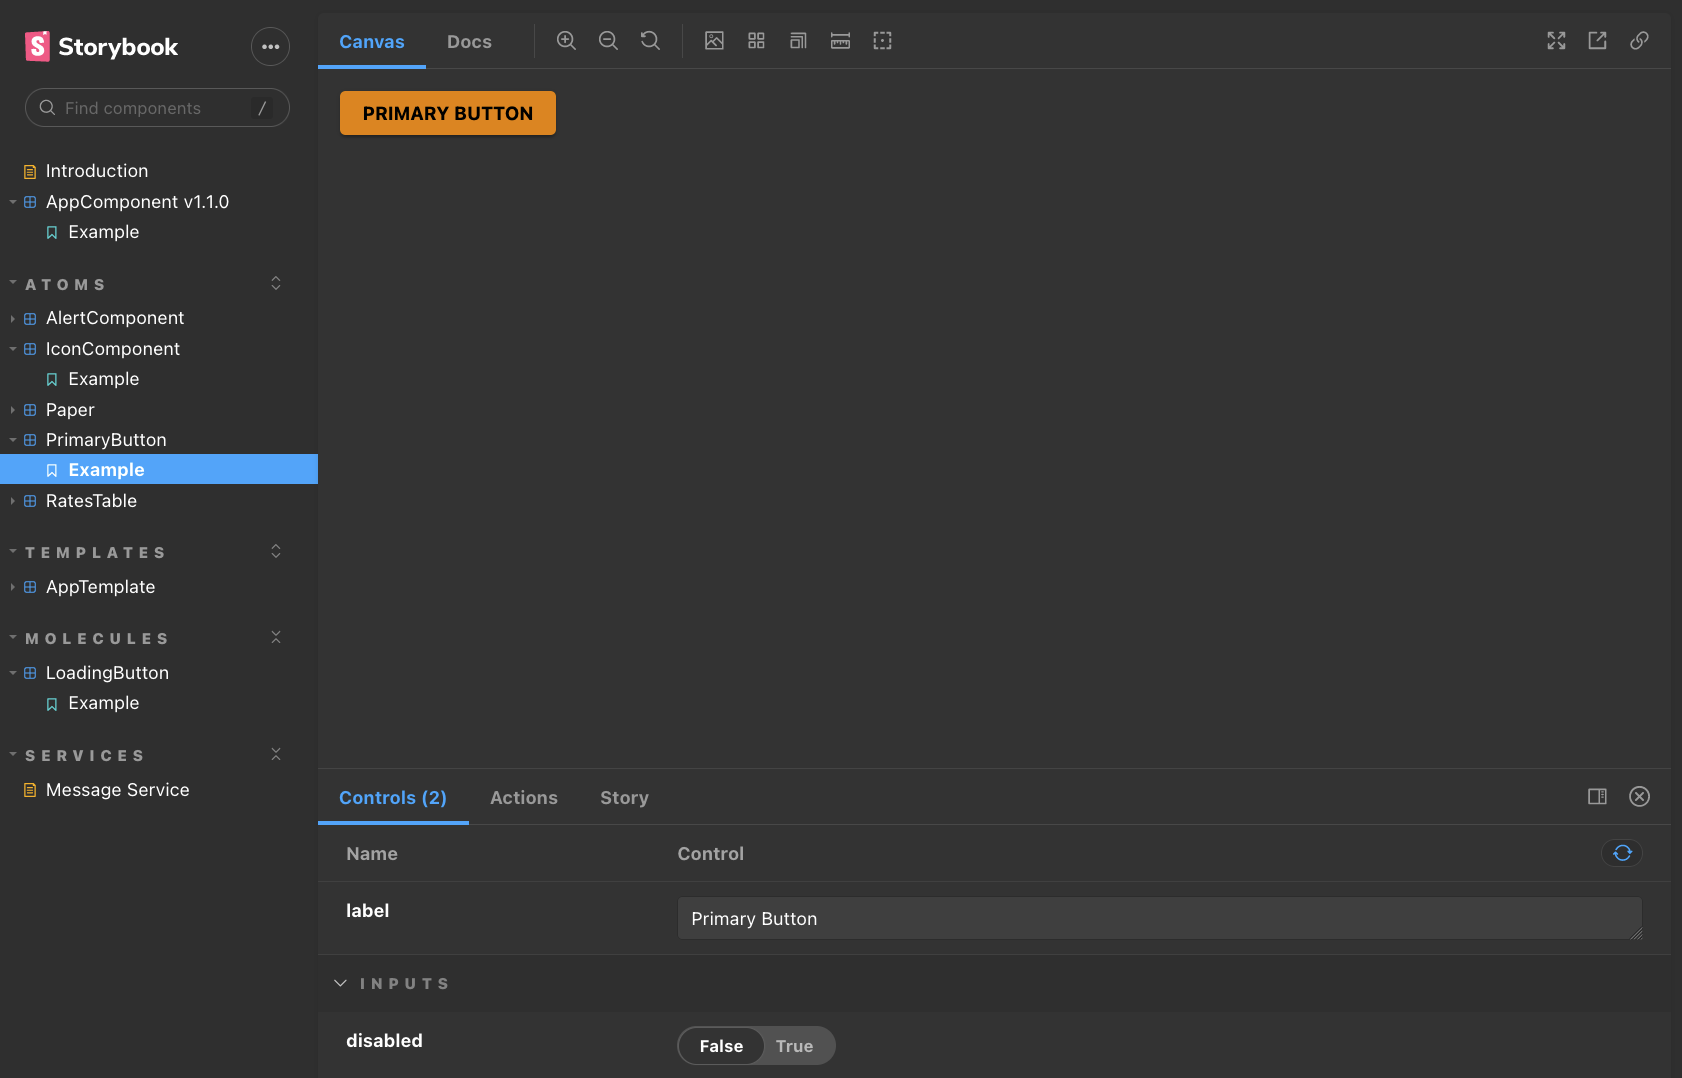 Storybook
Find components /
Introduction
AppComponent v1.1.0
Example
ATOMS
AlertComponent
IconComponent
Example
Paper
PrimaryButton
Example
RatesTable
TEMPLATES
AppTemplate
MOLECULES
LoadingButton
Example
SERVICES
Message Service
Canvas Docs
PRIMARY BUTTON
Controls (2) Actions Story
Name Control
label Primary Button
INPUTS
disabled False True